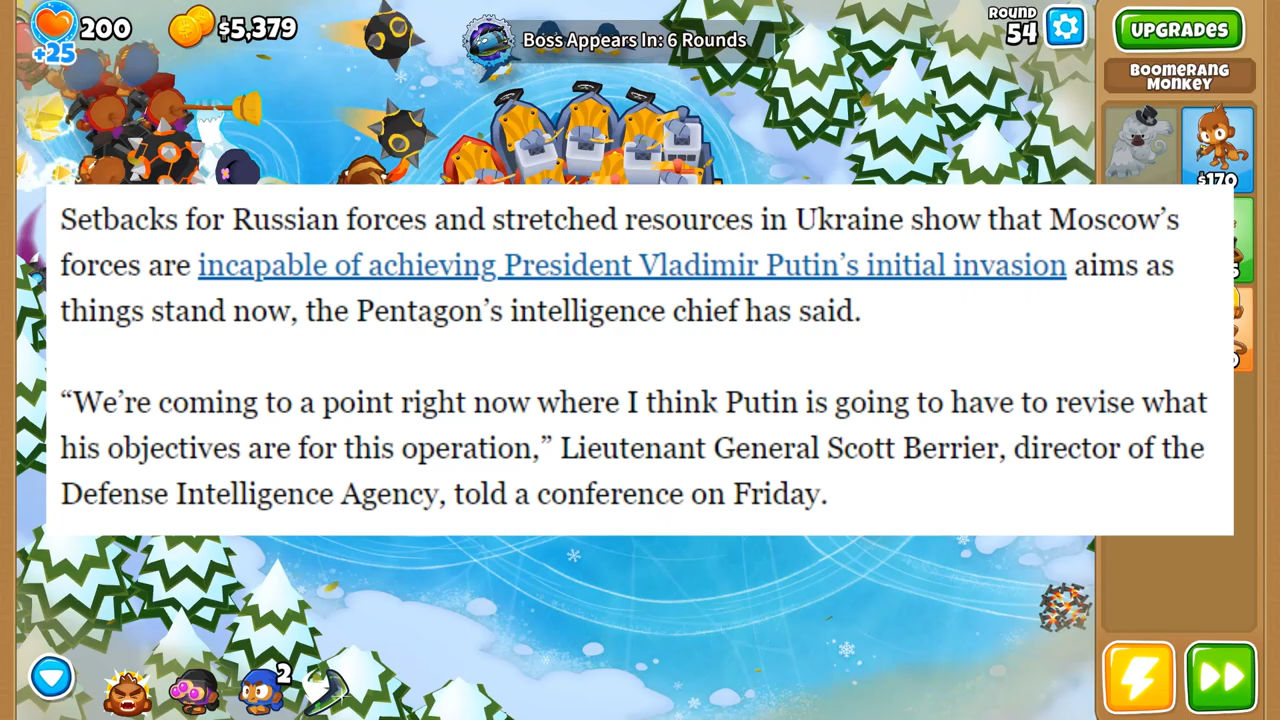 200
+25
$5,379
Boss Appears In: 6 Rounds
Round
54
Upgrades
Boomerang
Monkey
$170
Setbacks for Russian forces and stretched resources in Ukraine show that Moscow’s
forces are incapable of achieving President Vladimir Putin’s initial invasion aims as
things stand now, the Pentagon’s intelligence chief has said.
“We’re coming to a point right now where I think Putin is going to have to revise what
his objectives are for this operation,” Lieutenant General Scott Berrier, director of the
Defense Intelligence Agency, told a conference on Friday.
2